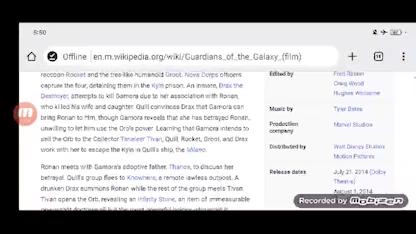 5:50
Offline en.m.wikipedia.org/wiki/Guardians_of_the_Galaxy_(film)
raccoon Rocket and the tree-like humanoid Groot. Nova Corps officers
capture the four, detaining them in the Kyln prison. An inmate, Drax the
Destroyer, attempts to kill Gamora due to her association with Ronan,
who killed his wife and daughter. Quill convinces Drax that Gamora can
bring Ronan to him, though Gamora reveals that she has betrayed Ronan,
unwilling to let him use the Orb's power. Learning that Gamora intends to
sell the Orb to the Collector Taneleer Tivan, Quill, Rocket, Groot, and Drax
work with her to escape the Kyln in Quill's ship, the Milano.
Ronan meets with Gamora's adoptive father, Thanos, to discuss her
betrayal. Quill's group flees to Knowhere, a remote lawless outpost. A
drunken Drax summons Ronan while the rest of the group meets Tivan.
Tivan opens the Orb, revealing an Infinity Stone, an item of immeasurable
Edited by
Fred Raskin
Craig Wood
Hughes Winborne
Music by
Tyler Bates
Production
company
Marvel Studios
Distributed by
Walt Disney Studios
Motion Pictures
Release dates
July 21, 2014 (Dolby
Theatre)
August 1, 2014
Recorded by
mobizen